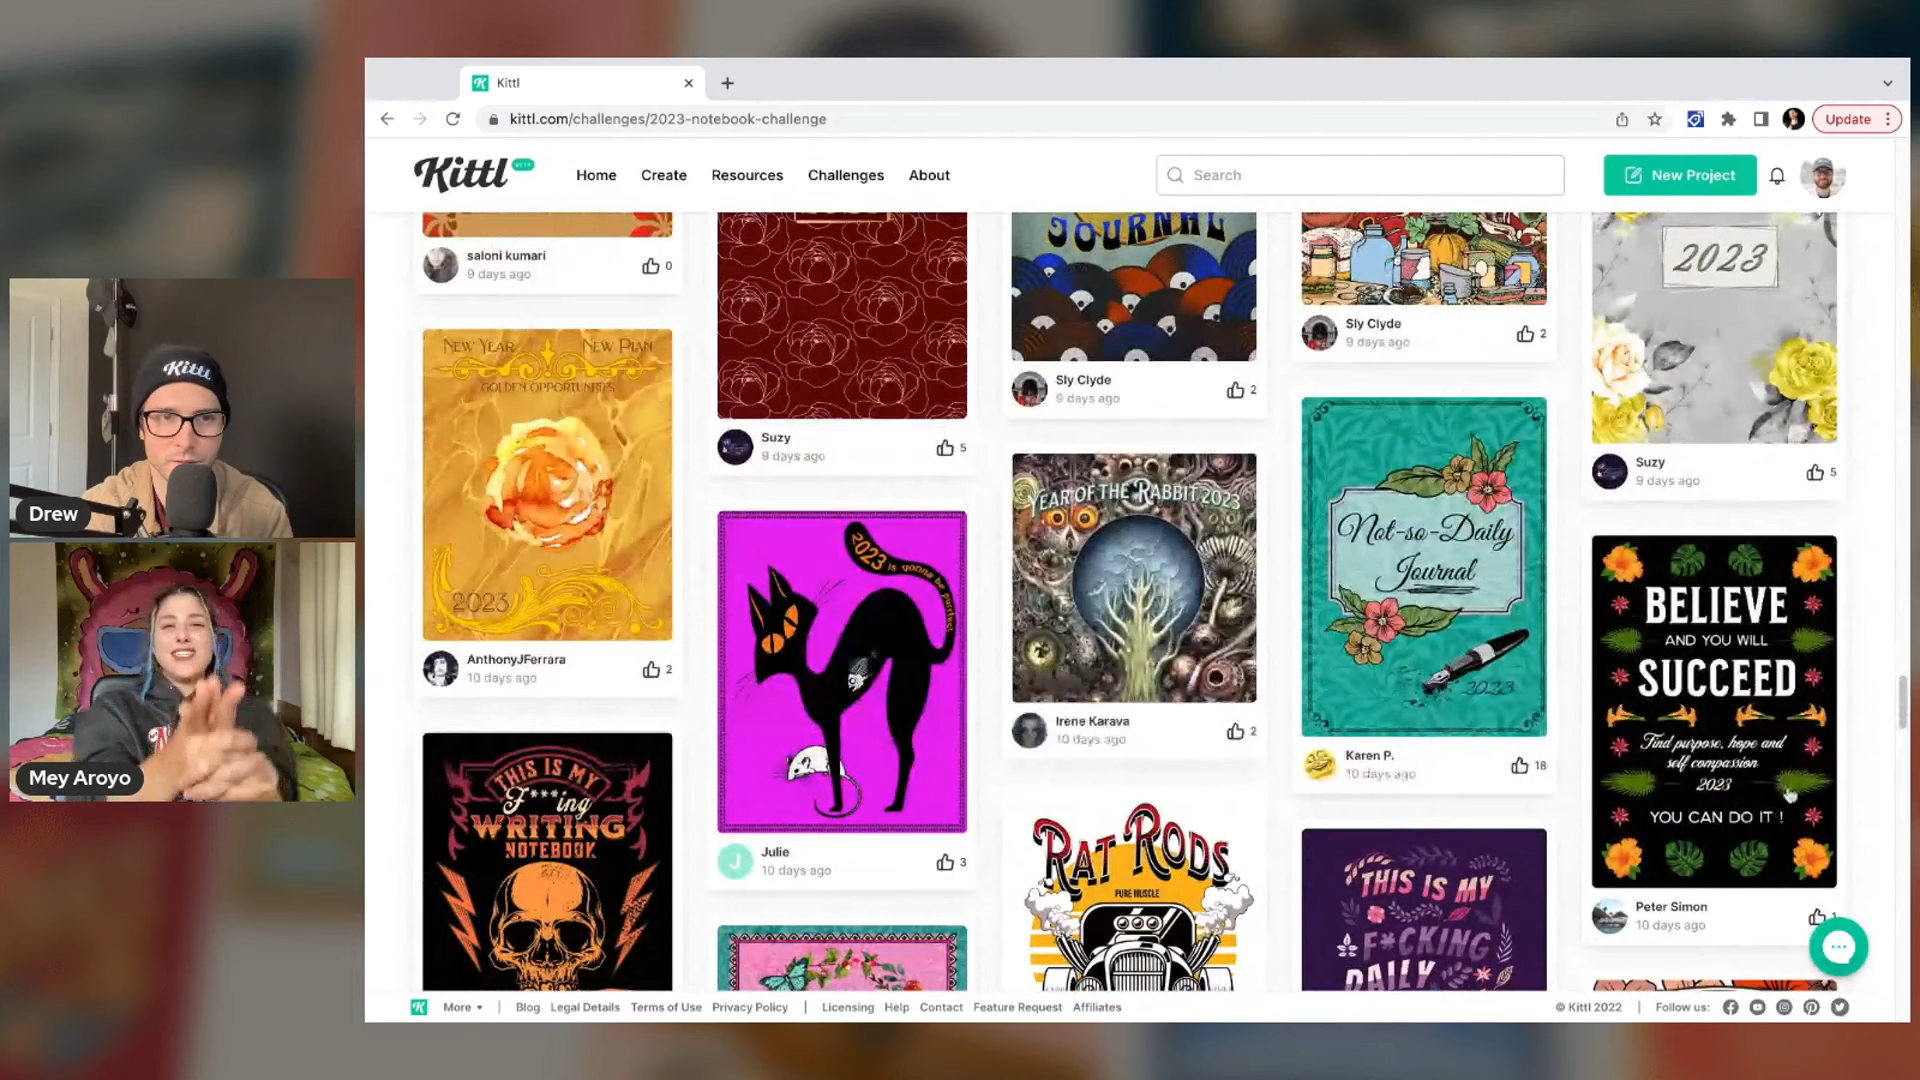 Kittl
kittl.com/challenges/2023-notebook-challenge
Update
Kittl
BETA
Home
Create
Resources
Challenges
About
Search
New Project
saloni kumari
9 days ago
0
NEW YEAR
NEW PLAN
GOLDEN OPPORTUNITIES
2023
AnthonyJFerrara
10 days ago
2
THIS IS MY
F***ing
WRITING
NOTEBOOK
Suzy
9 days ago
5
2023 is gonna be purrfect
Julie
10 days ago
3
J
JOURNAL
Sly Clyde
9 days ago
2
YEAR OF THE RABBIT 2023
Irene Karava
10 days ago
2
RAT RODS
PURE MUSCLE
Sly Clyde
9 days ago
2
Not-so-Daily
Journal
2023
Karen P.
10 days ago
18
THIS IS MY
F*CKING
DAILY
2023
Suzy
9 days ago
5
BELIEVE
AND YOU WILL
SUCCEED
Find purpose, hope and
self compassion
2023
YOU CAN DO IT !
Peter Simon
10 days ago
Kittl
Drew
Mey Aroyo
More
Blog
Legal Details
Terms of Use
Privacy Policy
Licensing
Help
Contact
Feature Request
Affiliates
© Kittl 2022
Follow us: